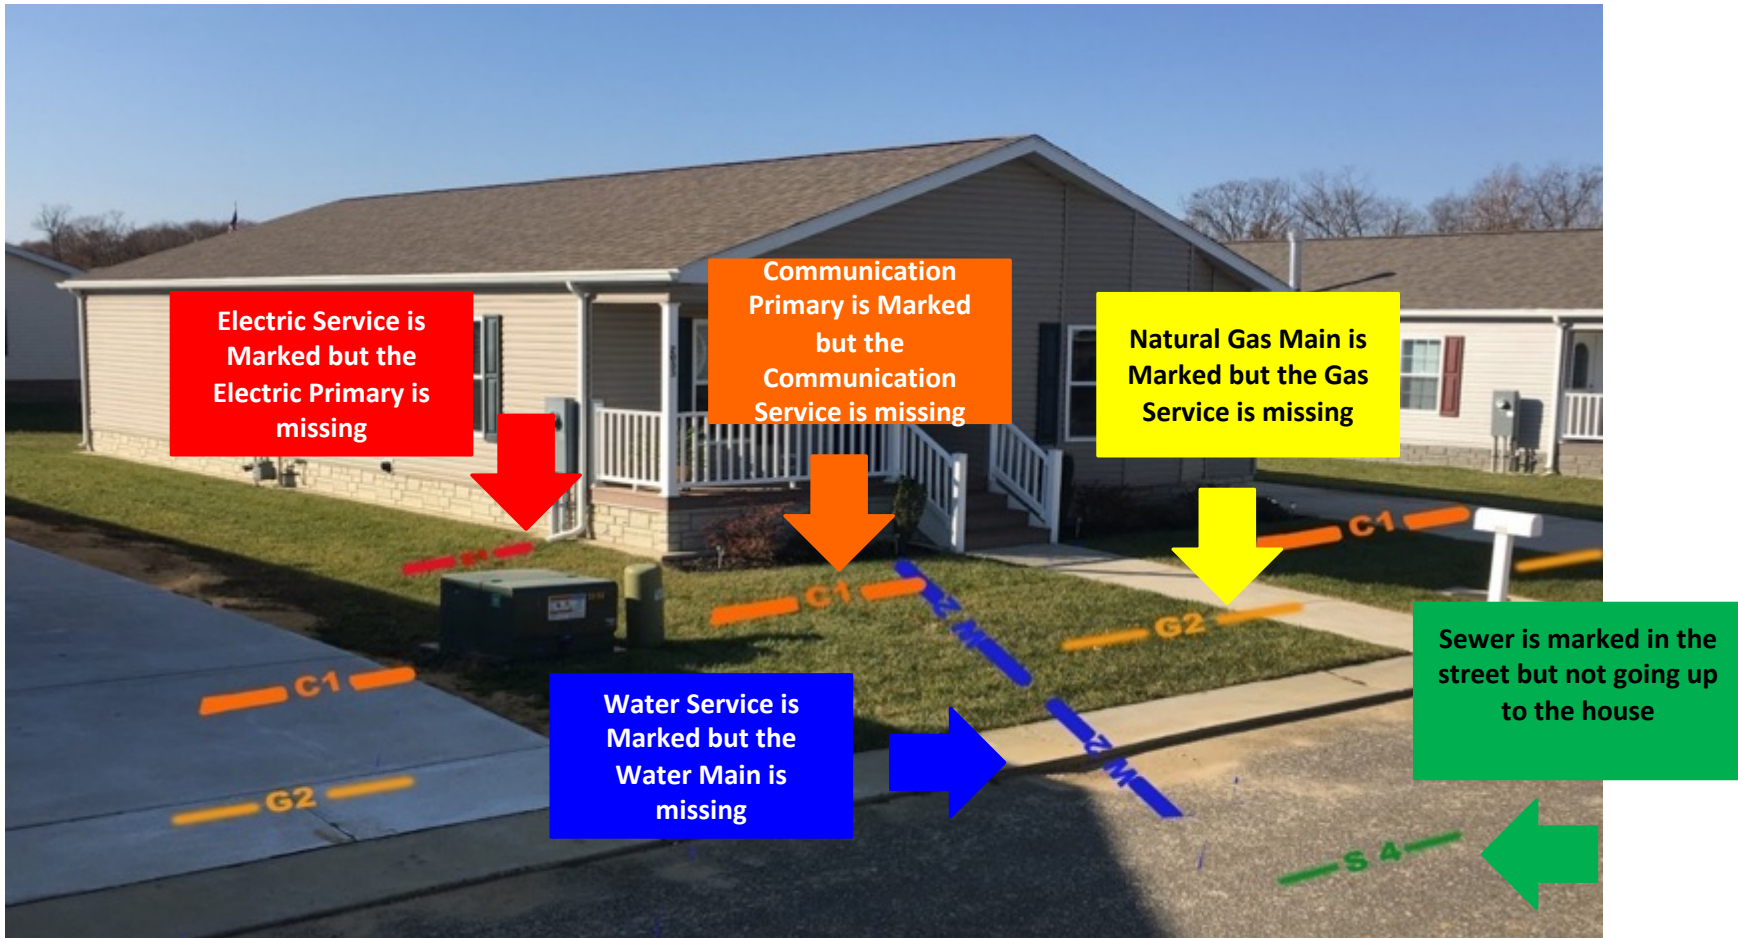 Electric Service is
Marked but the
Electric Primary is
missing
Communication
Primary is Marked
but the
Communication
Service is missing
Natural Gas Main is
Marked but the Gas
Service is missing
C1
C1
W 2
G2
Sewer is marked in the
street but not going up
to the house
C1
Water Service is
Marked but the
Water Main is
missing
W 2
G2
S 4